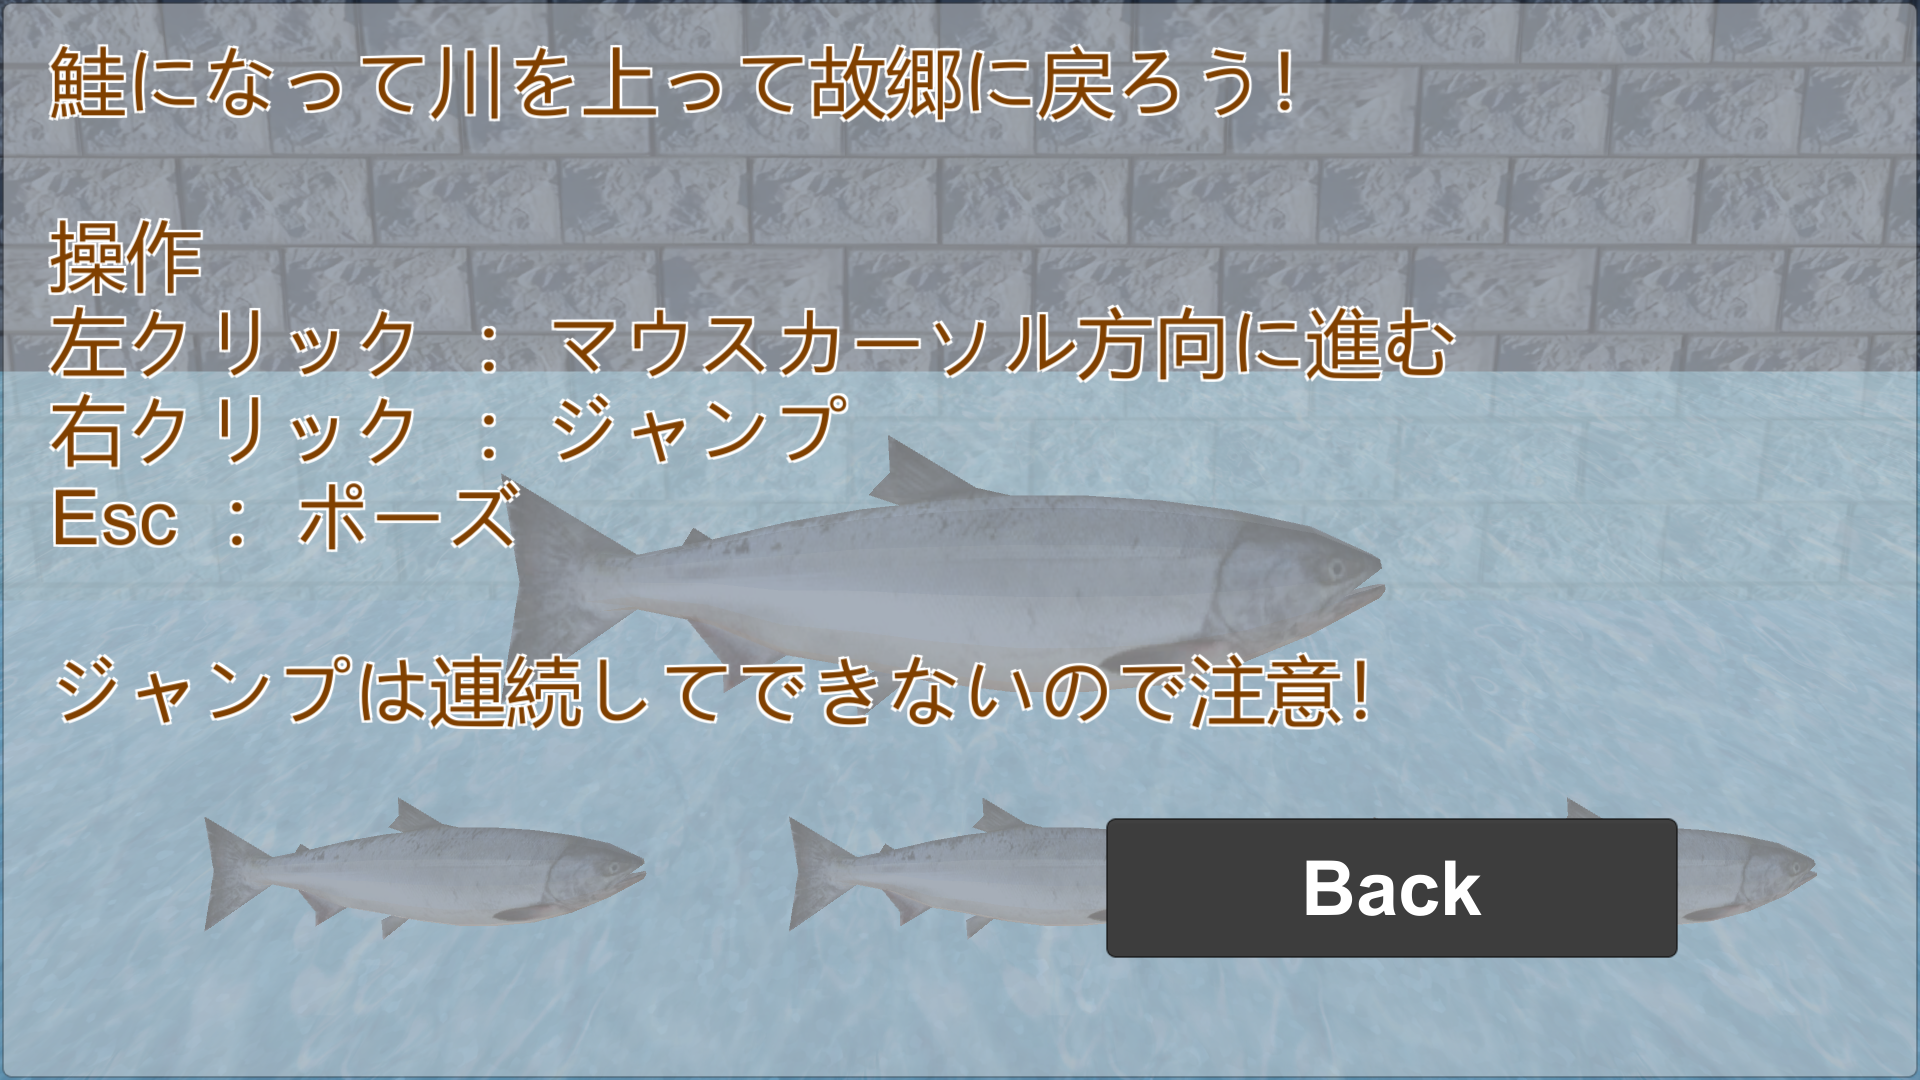 鮭になって川を上って故郷に戻ろう!
操作
左クリック : マウスカーソル方向に進む
右クリック : ジャンプ
Esc : ポーズ
ジャンプは連続してできないので注意!
Back